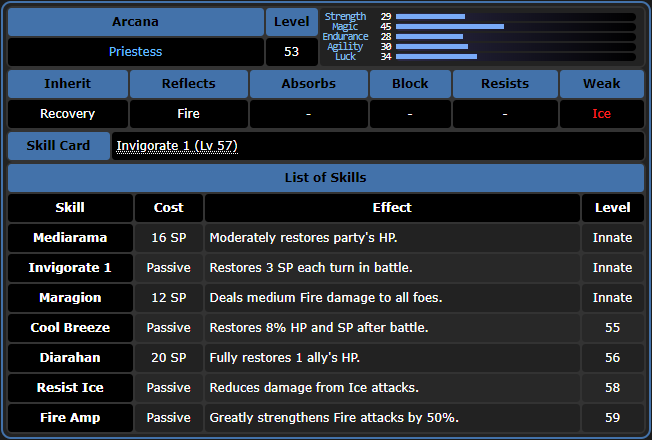 Arcana Level
Priestess 53
Strength 29
Magic 45
Endurance 28
Agility 30
Luck 34
Inherit Reflects Absorbs Block Resists Weak
Recovery Fire - - - Ice
Skill Card Invigorate 1 (Lv 57)
List of Skills
Skill Cost Effect Level
Mediarama 16 SP Moderately restores party's HP. Innate
Invigorate 1 Passive Restores 3 SP each turn in battle. Innate
Maragion 12 SP Deals medium Fire damage to all foes. Innate
Cool Breeze Passive Restores 8% HP and SP after battle. 55
Diarahan 20 SP Fully restores 1 ally's HP. 56
Resist Ice Passive Reduces damage from Ice attacks. 58
Fire Amp Passive Greatly strengthens Fire attacks by 50%. 59